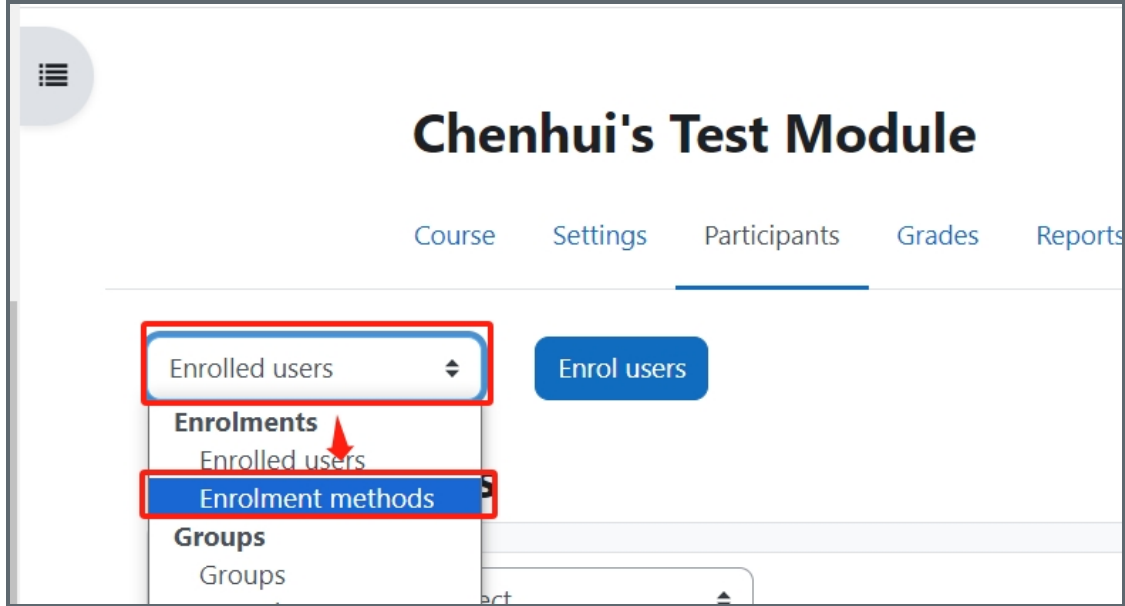 Chenhui's Test Module
Course Settings Participants Grades Reports
Enrolled users Enrol users
Enrolments
Enrolled users
Enrolment methods
Groups
Groups